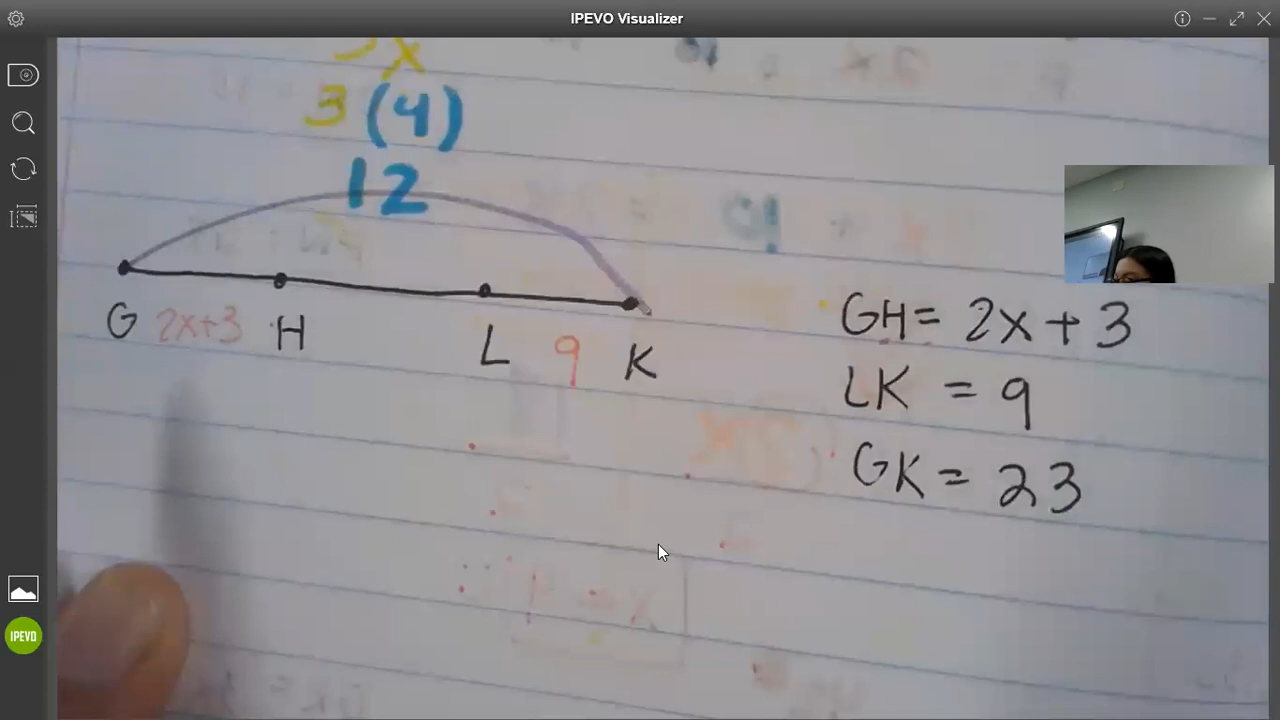 IPEVO Visualizer
x
3 (4)
12
G 2x+3 H L 9 K
GH = 2x + 3
LK = 9
GK = 23
IPEVO